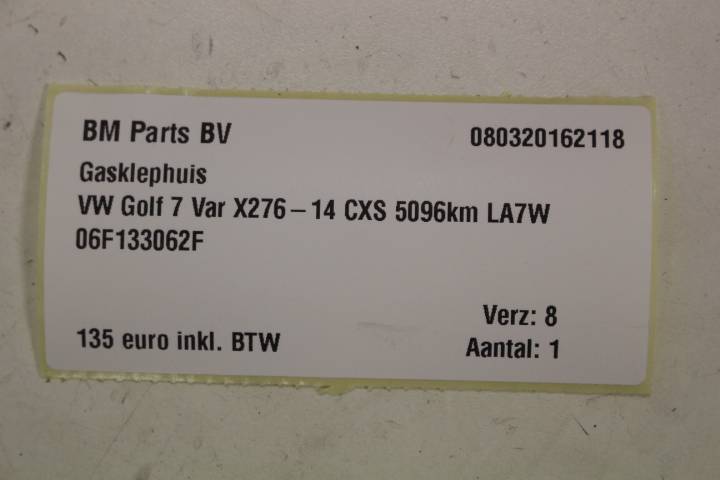 BM Parts BV 080320162118
Gasklephuis
VW Golf 7 Var X276-14 CXS 5096km LA7W
06F133062F
Verz: 8
135 euro inkl. BTW Aantal: 1